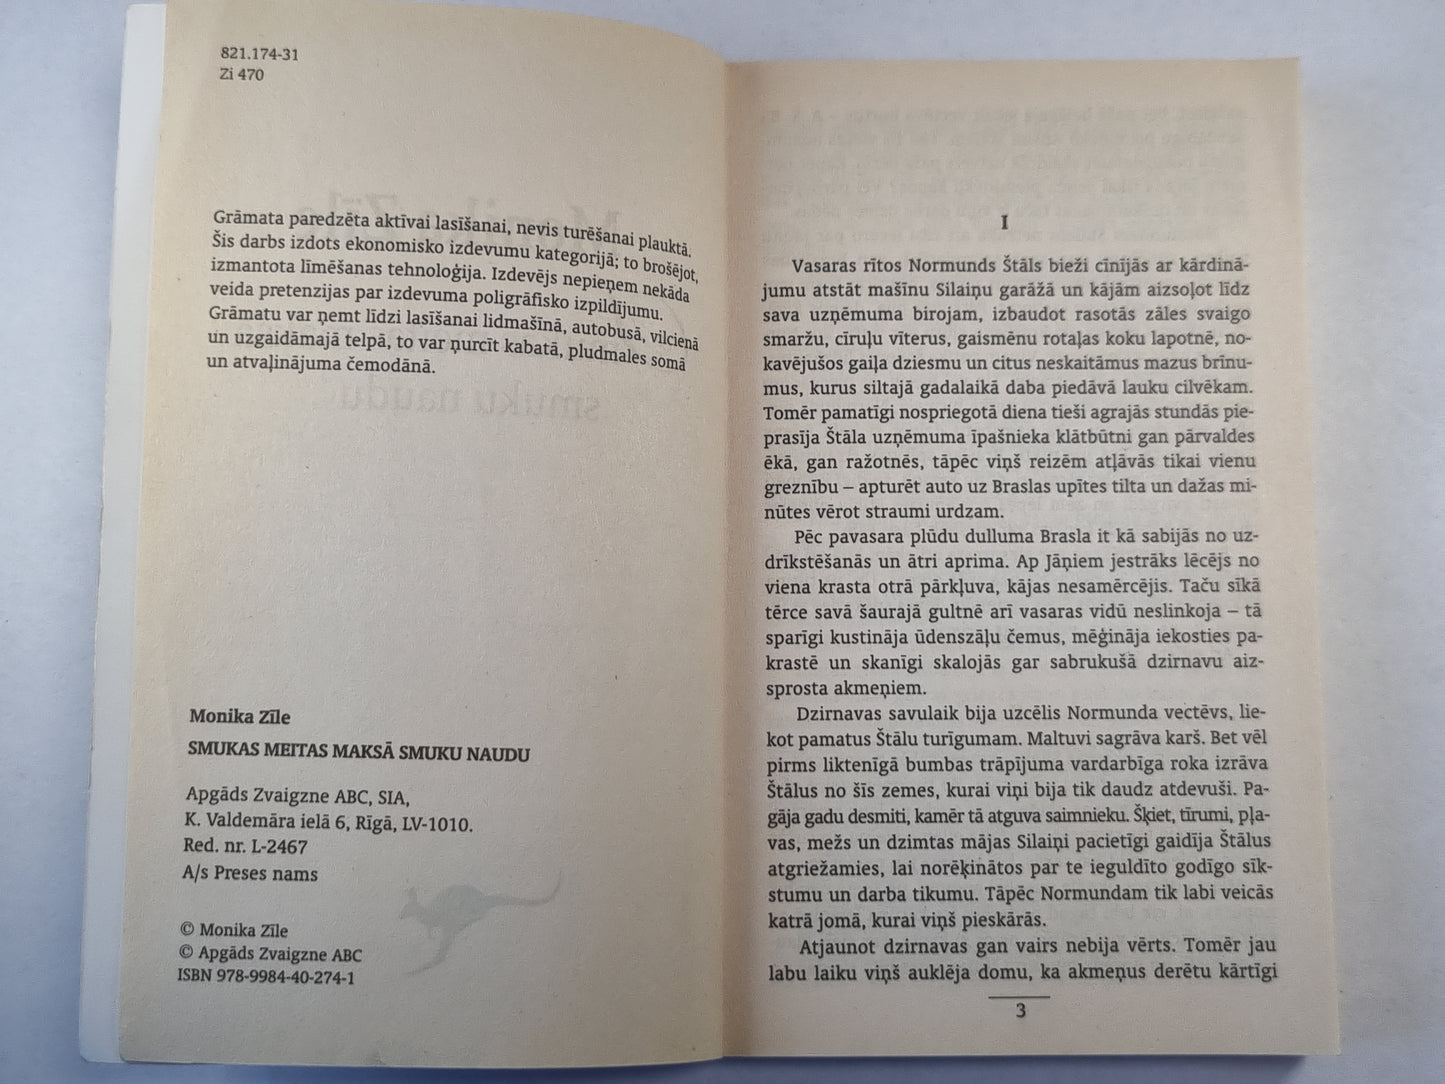 821.174-31
Zi 470
Grāmata paredzēta aktīvai lasīšanai, nevis turēšanai plauktā.
Šis darbs izdots ekonomisko izdevumu kategorijā; to brošējot,
izmantota līmēšanas tehnoloģija. Izdevējs nepieņem nekāda
veida pretenzijas par izdevuma poligrāfisko izpildījumu.
Grāmatu var ņemt līdzi lasīšanai lidmašīnā, autobusā, vilcienā
un uzgaidāmajā telpā, to var ņurcīt kabatā, pludmales somā
un atvaļinājuma čemodānā.
Monika Zīle
SMUKAS MEITAS MAKSĀ SMUKU NAUDU
Apgāds Zvaigzne ABC, SIA,
K. Valdemāra ielā 6, Rīgā, LV-1010.
Red. nr. L-2467
A/s Preses nams
© Monika Zīle
© Apgāds Zvaigzne ABC
ISBN 978-9984-40-274-1
I
Vasaras rītos Normunds Štāls bieži cīnījās ar kārdinā-
jumu atstāt mašīnu Silaiņu garāžā un kājām aizsoļot līdz
sava uzņēmuma birojam, izbaudot rasotās zāles svaigo
smaržu, cīruļu vīterus, gaismēnu rotaļas koku lapotnē, no-
kavējušos gaiļa dziesmu un citus neskaitāmus mazus brīnu-
mus, kurus siltajā gadalaikā daba piedāvā lauku cilvēkam.
Tomēr pamatīgi nospriegotā diena tieši agrajās stundās pie-
prasīja Štāla uzņēmuma īpašnieka klātbūtni gan pārvaldes
ēkā, gan ražotnēs, tāpēc viņš reizēm atļāvās tikai vienu
greznību – apturēt auto uz Braslas upītes tilta un dažas mi-
nūtes vērot straumi urdzam.
Pēc pavasara plūdu dulluma Brasla it kā sabijās no uz-
drīkstēšanās un ātri aprima. Ap Jāņiem jestrāks lēcējs no
viena krasta otrā pārkļuva, kājas nesamērcējis. Taču sīkā
tērce savā šaurajā gultnē arī vasaras vidū neslinkoja – tā
sparīgi kustināja ūdenszāļu čemus, mēģināja iekosties pa-
krastē un skanīgi skalojās gar sabrukušā dzirnavu aiz-
sprosta akmeņiem.
Dzirnavas savulaik bija uzcēlis Normunda vectēvs, lie-
kot pamatus Štālu turīgumam. Maltuvi sagrāva karš. Bet vēl
pirms liktenīgā bumbas trāpījuma vardarbīga roka izrāva
Štālus no šīs zemes, kurai viņi bija tik daudz atdevuši. Pa-
gāja gadu desmiti, kamēr tā atguva saimnieku. Šķiet, tīrumi, pļa-
vas, mežs un dzimtas mājas Silaiņi pacietīgi gaidīja Štālus
atgriežamies, lai norēķinātos par te ieguldīto godīgo sīk-
stumu un darba tikumu. Tāpēc Normundam tik labi veicās
katrā jomā, kurai viņš pieskārās.
Atjaunot dzirnavas gan vairs nebija vērts. Tomēr jau
labu laiku viņš auklēja domu, ka akmeņus derētu kārtīgi
3